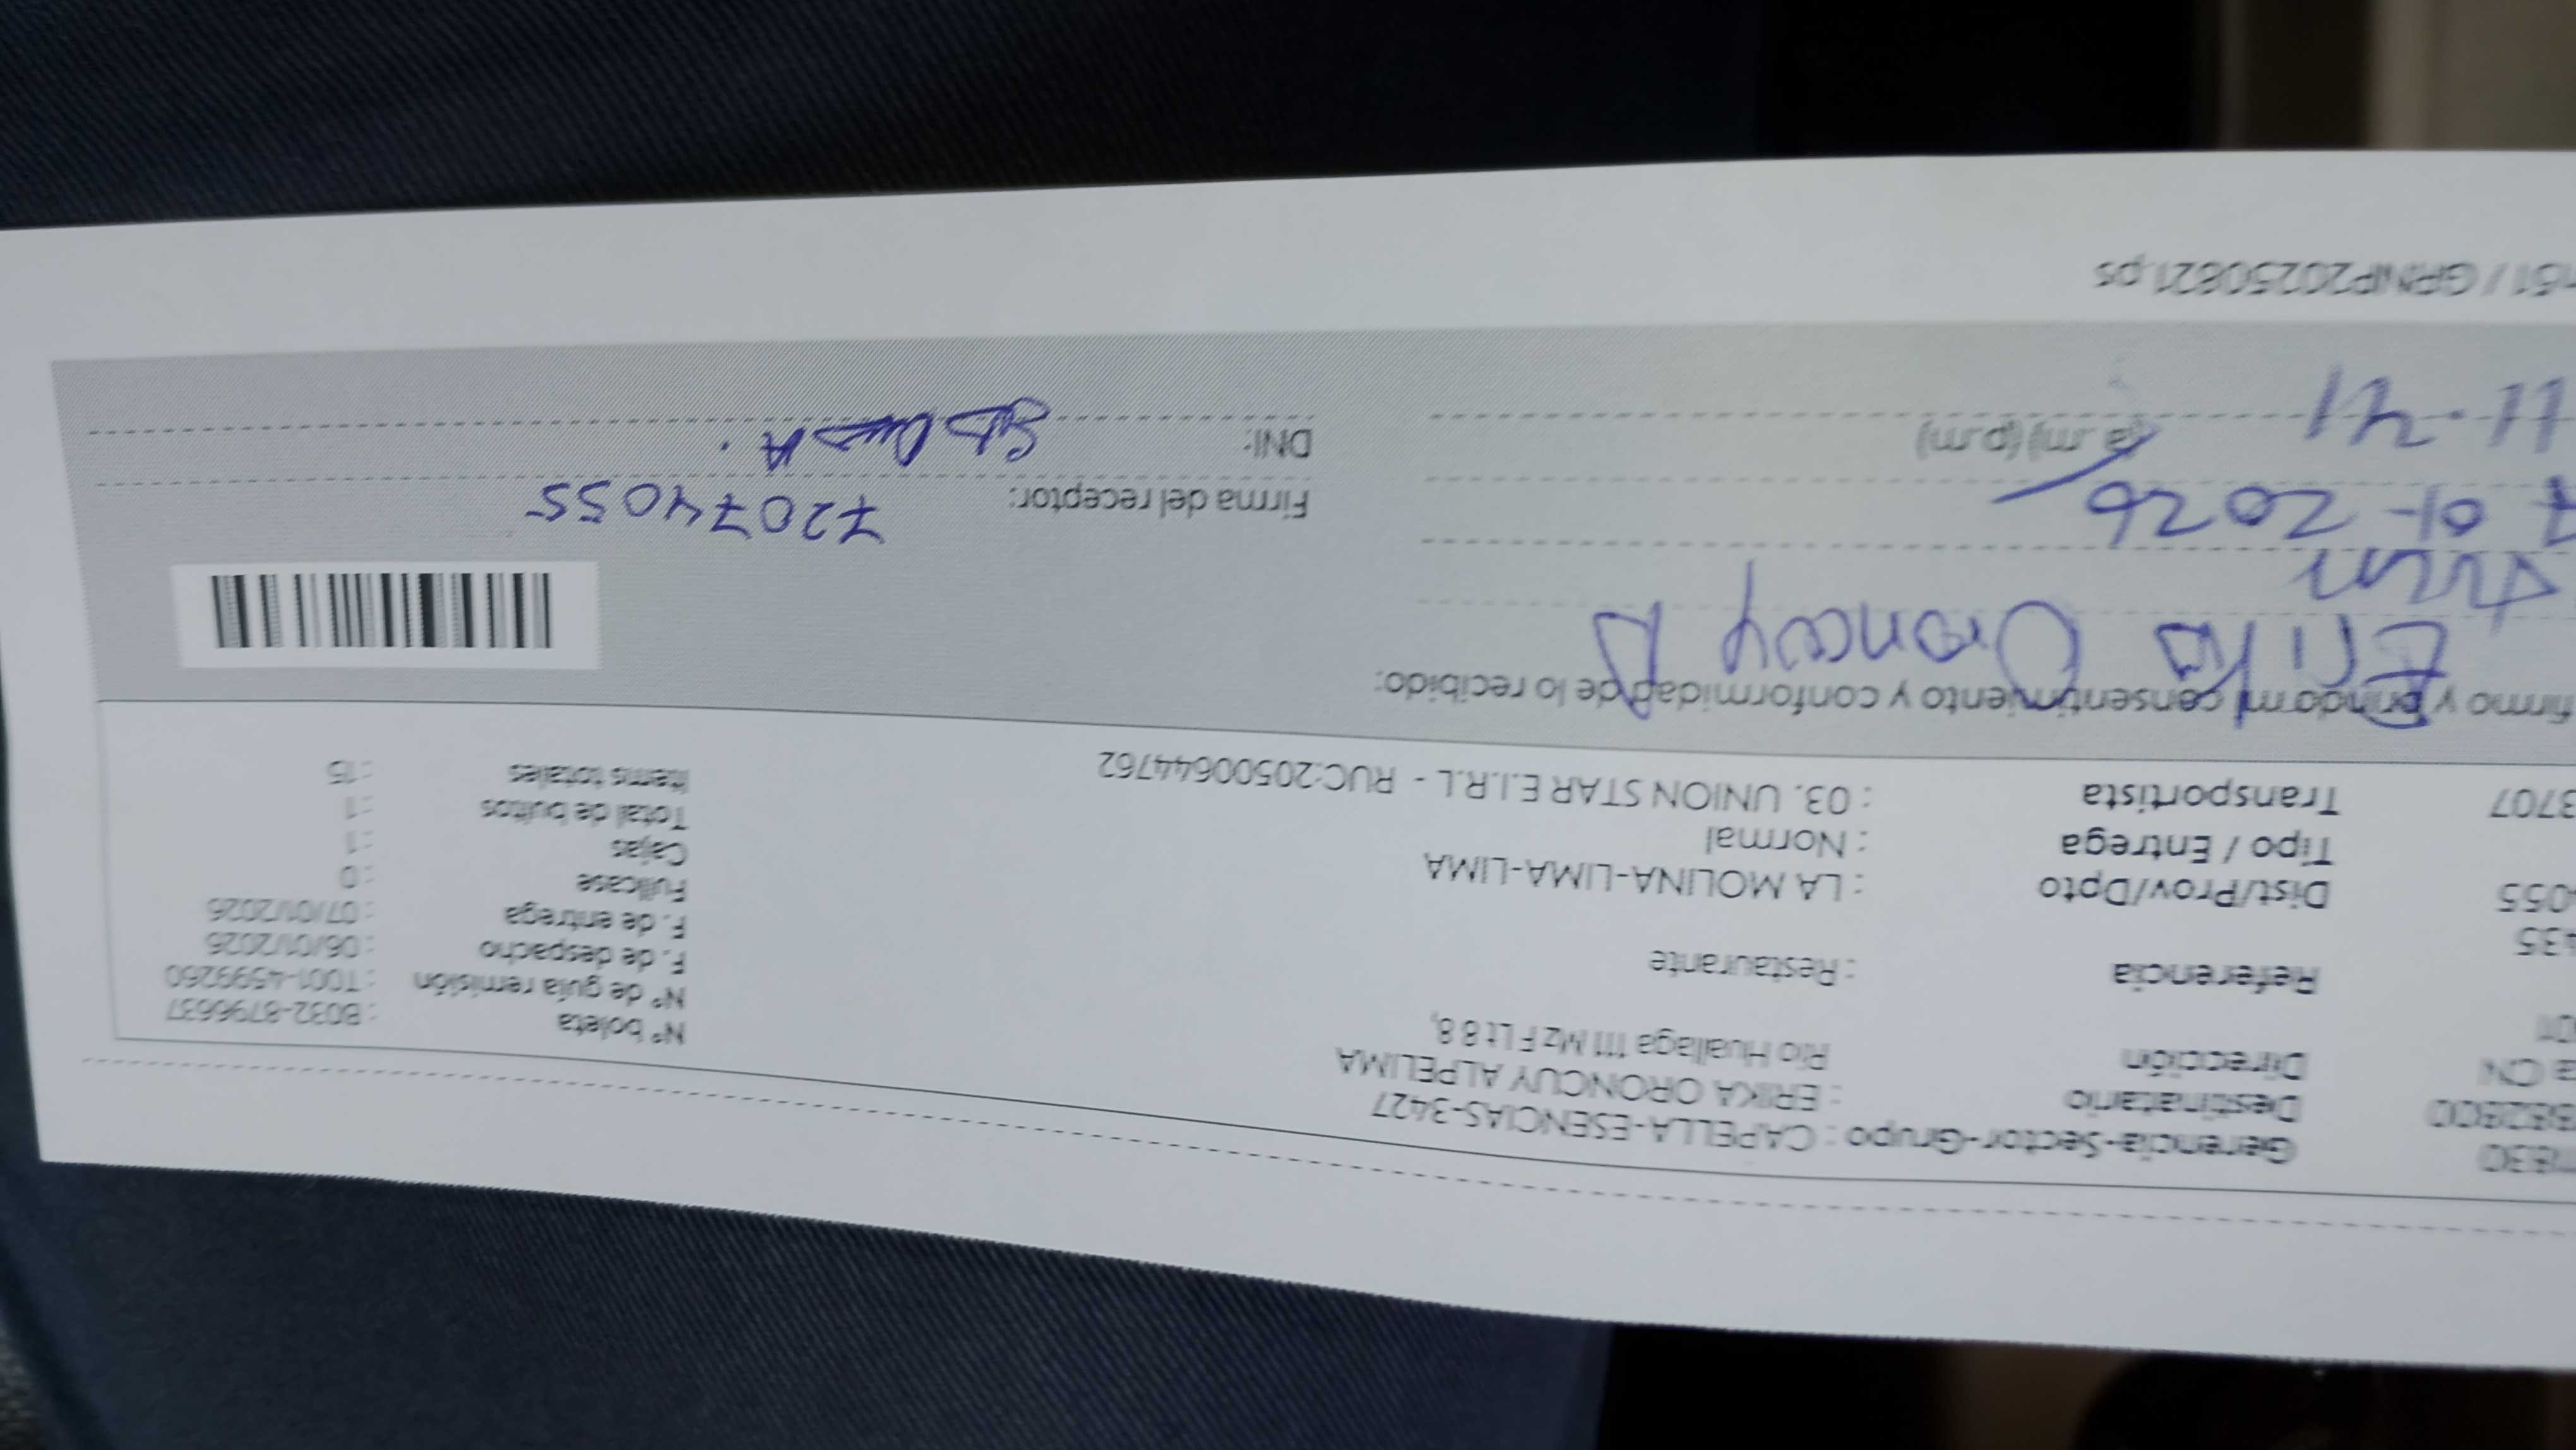 Gerencia-Sector-Grupo : CAPELLA-ESENCIAS-3427
Destinatario : ERIKA ORONCUY ALPELIMA
Dirección Río Huallaga 111 Mz F Lt 8 8,
Referencia : Restaurante
Dist/Prov/Dpto : LA MOLINA-LIMA-LIMA
Tipo / Entrega : Normal
3707 Transportista : 03. UNION STAR E.I.R.L - RUC:20500644762
Nº boleta : B032-8796637
Nº de guía remisión : T001-4599260
F. de despacho : 06/01/2026
F. de entrega : 07/01/2026
Fullcase : 0
Cajas : 1
Total de bultos : 1
Items totales : 15
firmo y brindo mi consentimiento y conformidad de lo recibido:
Erika Oroncuy A
7 01-2026
11.41 (a.m) (p.m)
Firma del receptor: 72074055
DNI:
51 / GRNP20250821.ps